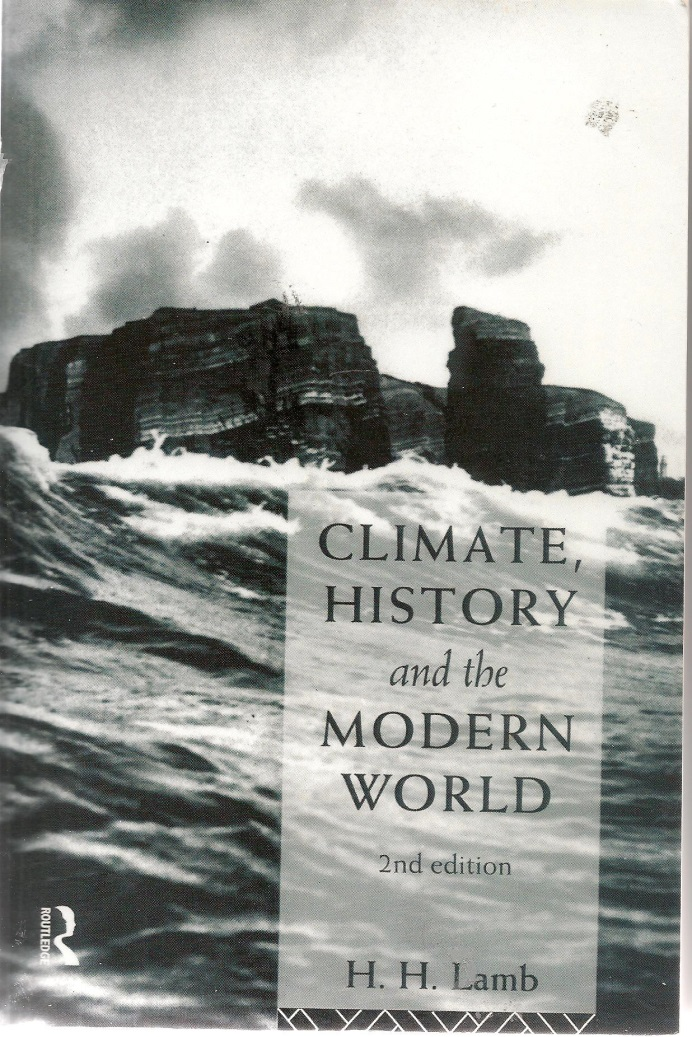 CLIMATE,
HISTORY
and the
MODERN
WORLD
2nd edition
H. H. Lamb
ROUTLEDGE